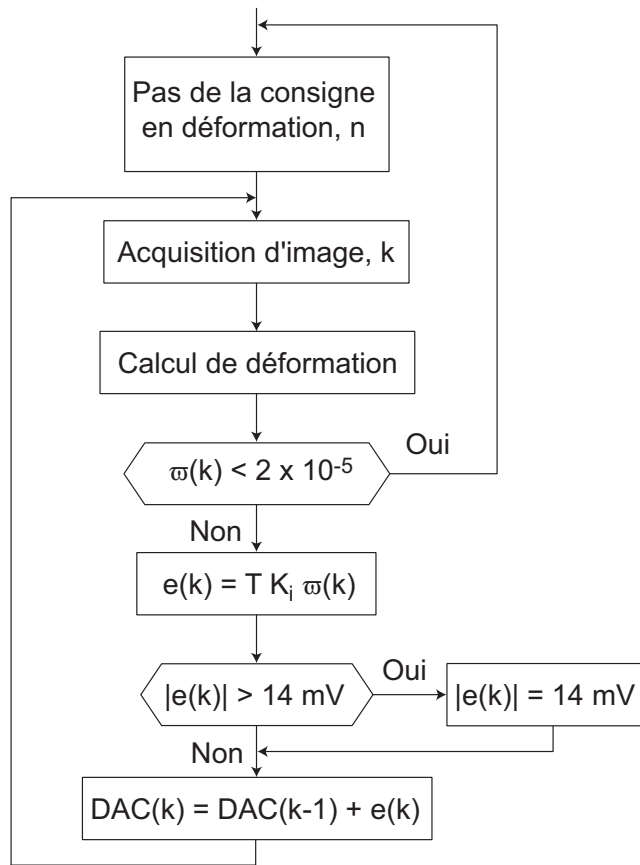 Pas de la consigne
en déformation, n
Acquisition d'image, k
Calcul de déformation
Oui
ϖ(k) < 2 x 10⁻⁵
Non
e(k) = T Kᵢ ϖ(k)
Oui
|e(k)| > 14 mV
|e(k)| = 14 mV
Non
DAC(k) = DAC(k-1) + e(k)